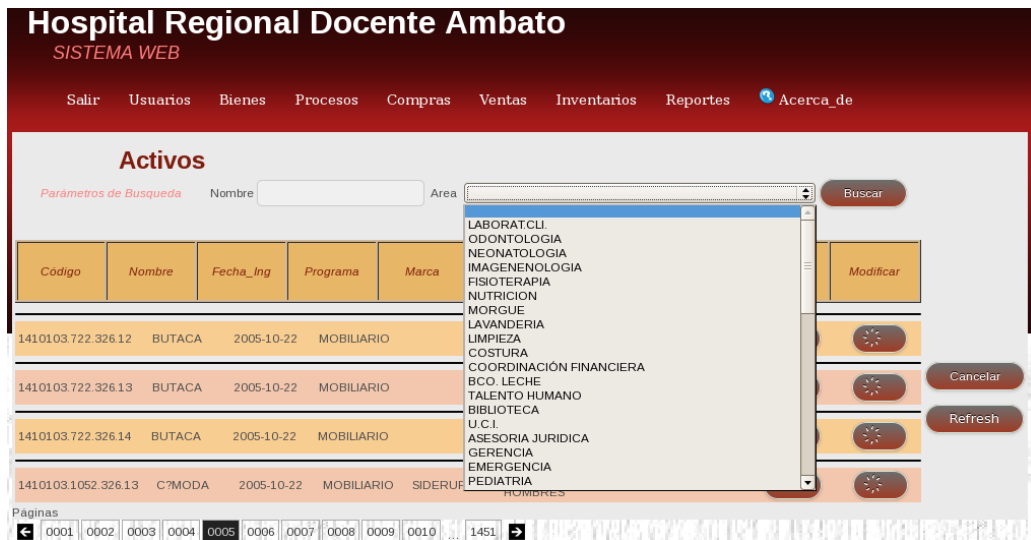 Hospital Regional Docente Ambato
SISTEMA WEB
Salir Usuarios Bienes Procesos Compras Ventas Inventarios Reportes Acerca_de
Activos
Parámetros de Busqueda Nombre Area Buscar
LABORAT.CLI.
ODONTOLOGIA
NEONATOLOGIA
IMAGENENOLOGIA
FISIOTERAPIA
NUTRICION
MORGUE
LAVANDERIA
LIMPIEZA
COSTURA
COORDINACIÓN FINANCIERA
BCO. LECHE
TALENTO HUMANO
BIBLIOTECA
U.C.I.
ASESORIA JURIDICA
GERENCIA
EMERGENCIA
PEDIATRIA
Código Nombre Fecha_Ing Programa Marca Modificar
1410103.722.326.12 BUTACA 2005-10-22 MOBILIARIO
1410103.722.326.13 BUTACA 2005-10-22 MOBILIARIO
Cancelar
Refresh
1410103.722.326.14 BUTACA 2005-10-22 MOBILIARIO
1410103.1052.326.13 C?MODA 2005-10-22 MOBILIARIO HOMBRES
Páginas
0001 0002 0003 0004 0005 0006 0007 0008 0009 0010 ... 1451